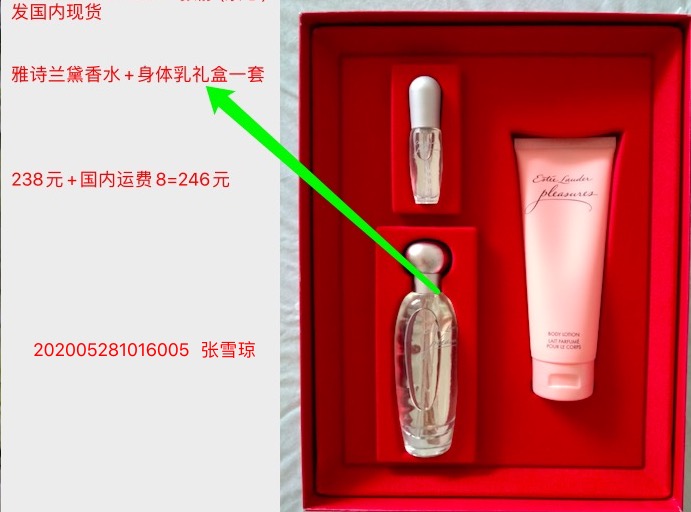 发国内现货
雅诗兰黛香水+身体乳礼盒一套
238元+国内运费8=246元
202005281016005 张雪琼
Estée Lauder
pleasures
BODY LOTION
LAIT PARFUMÉ
POUR LE CORPS